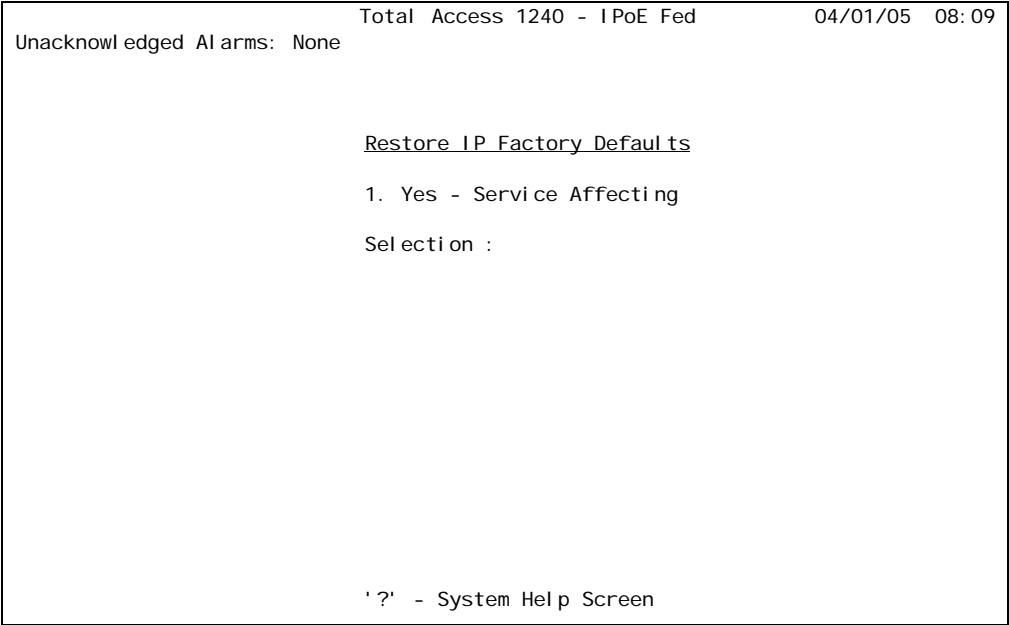 Total Access 1240 - IPoE Fed 04/01/05 08:09
Unacknowledged Alarms: None
Restore IP Factory Defaults
1. Yes - Service Affecting
Selection :
'?' - System Help Screen